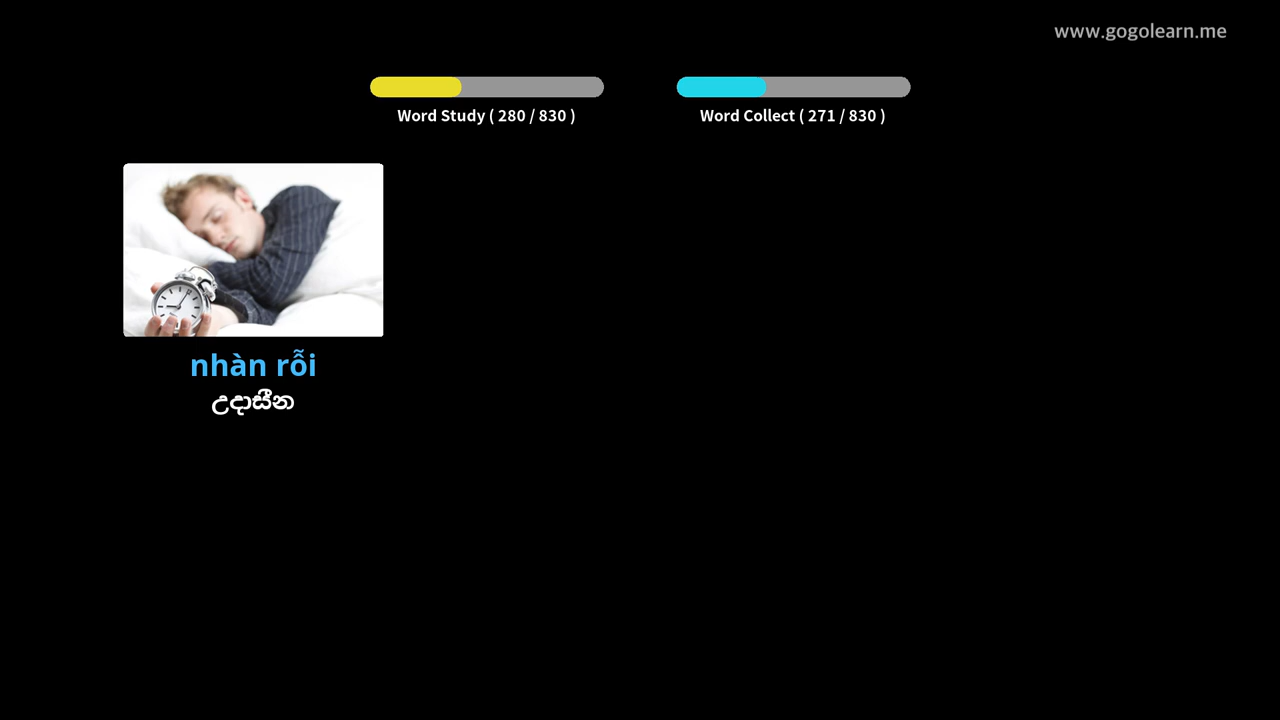 www.gogolearn.me
Word Study ( 280 / 830 )
Word Collect ( 271 / 830 )
nhàn rỗi
උදාසීන